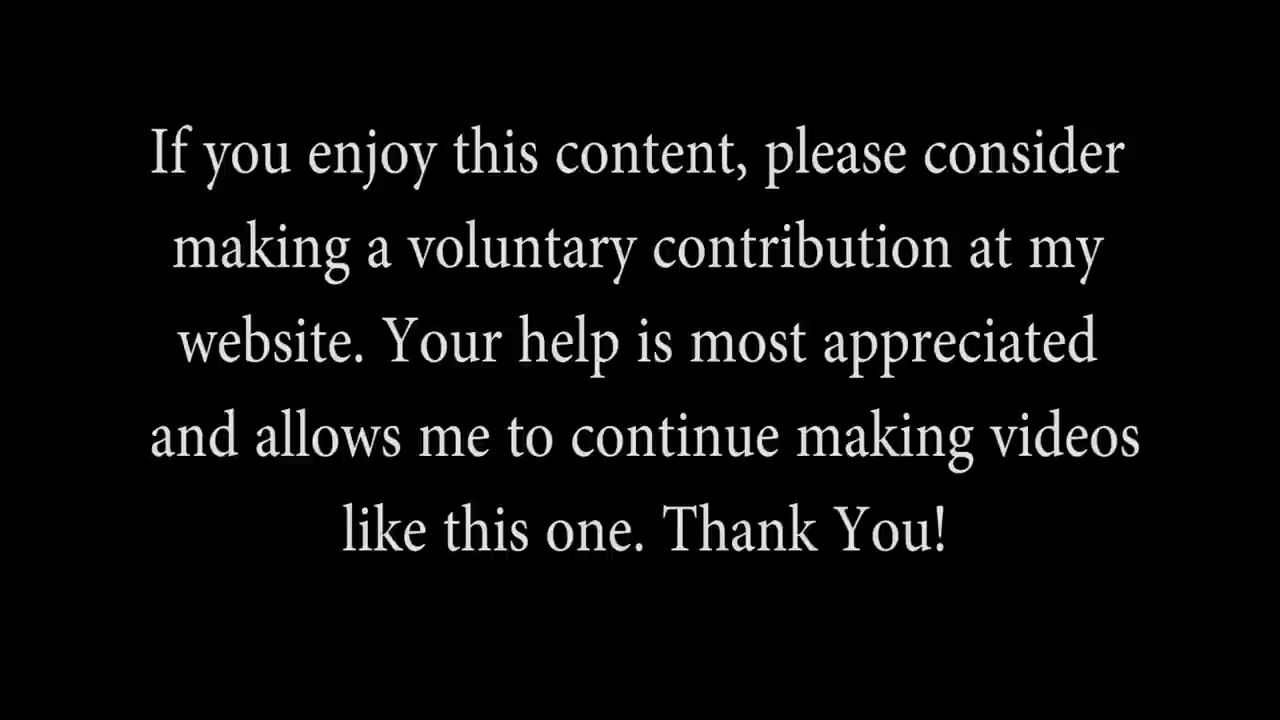 If you enjoy this content, please consider
making a voluntary contribution at my
website. Your help is most appreciated
and allows me to continue making videos
like this one. Thank You!